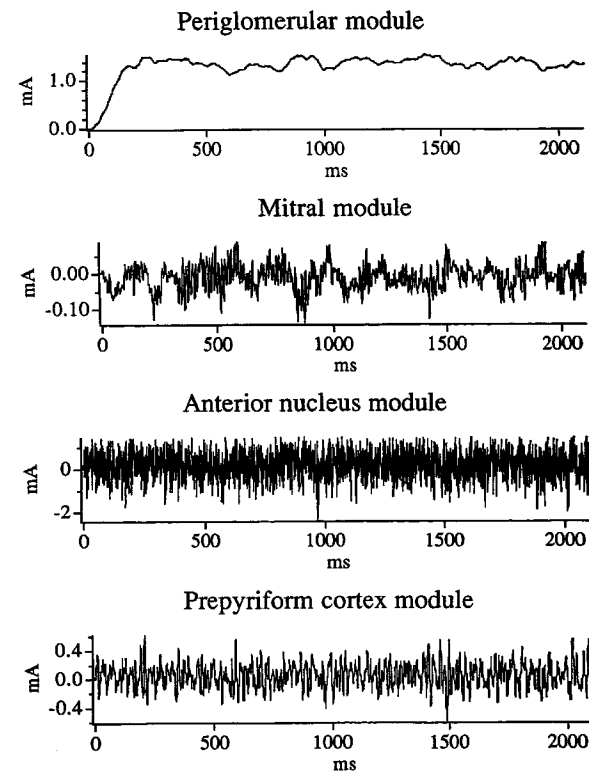 Periglomerular module
mA
1.0
0.0
0 500 1000 1500 2000
ms
Mitral module
mA
0.00
-0.10
0 500 1000 1500 2000
ms
Anterior nucleus module
mA
0
-2
0 500 1000 1500 2000
ms
Prepyriform cortex module
mA
0.4
0.0
-0.4
0 500 1000 1500 2000
ms